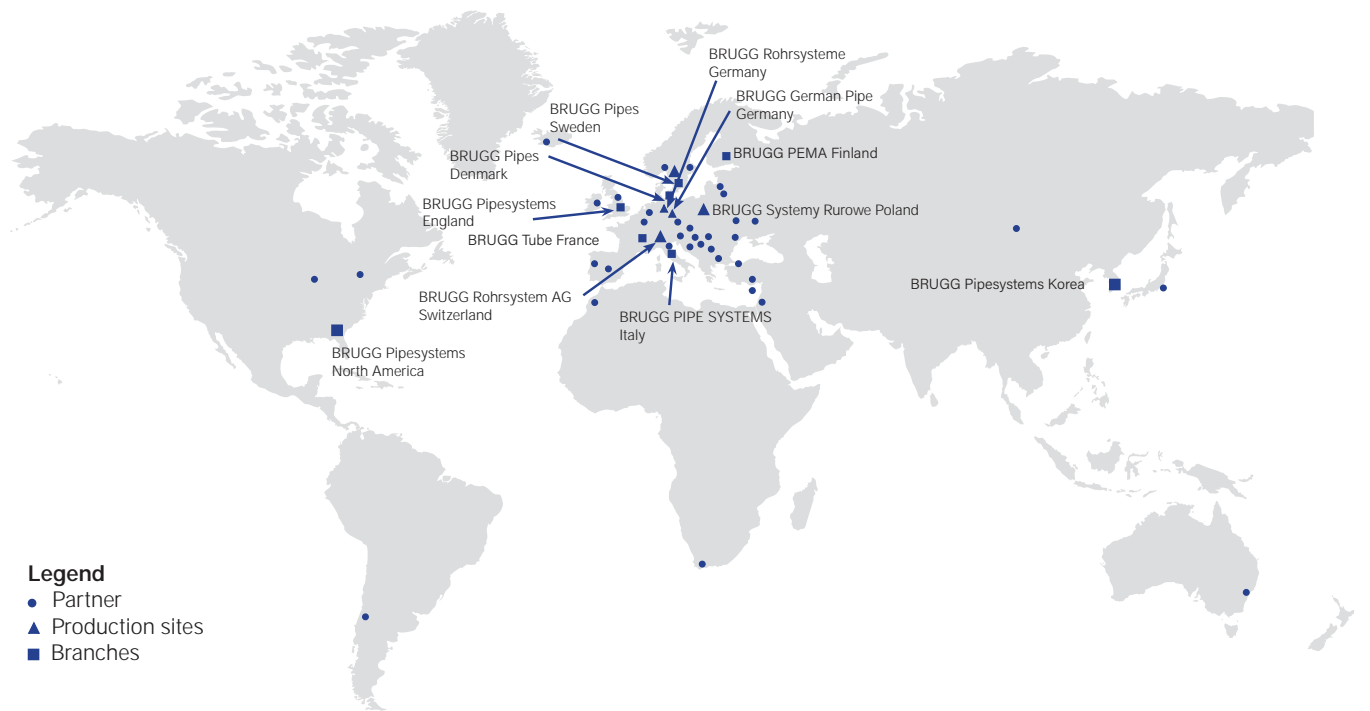 BRUGG Rohrsysteme
Germany
BRUGG German Pipe
Germany
BRUGG Pipes
Sweden
BRUGG PEMA Finland
BRUGG Pipes
Denmark
BRUGG Pipesystems
England
BRUGG Systemy Rurowe Poland
BRUGG Tube France
BRUGG Pipesystems Korea
BRUGG Rohrsystem AG
Switzerland
BRUGG PIPE SYSTEMS
Italy
BRUGG Pipesystems
North America
Legend
Partner
Production sites
Branches